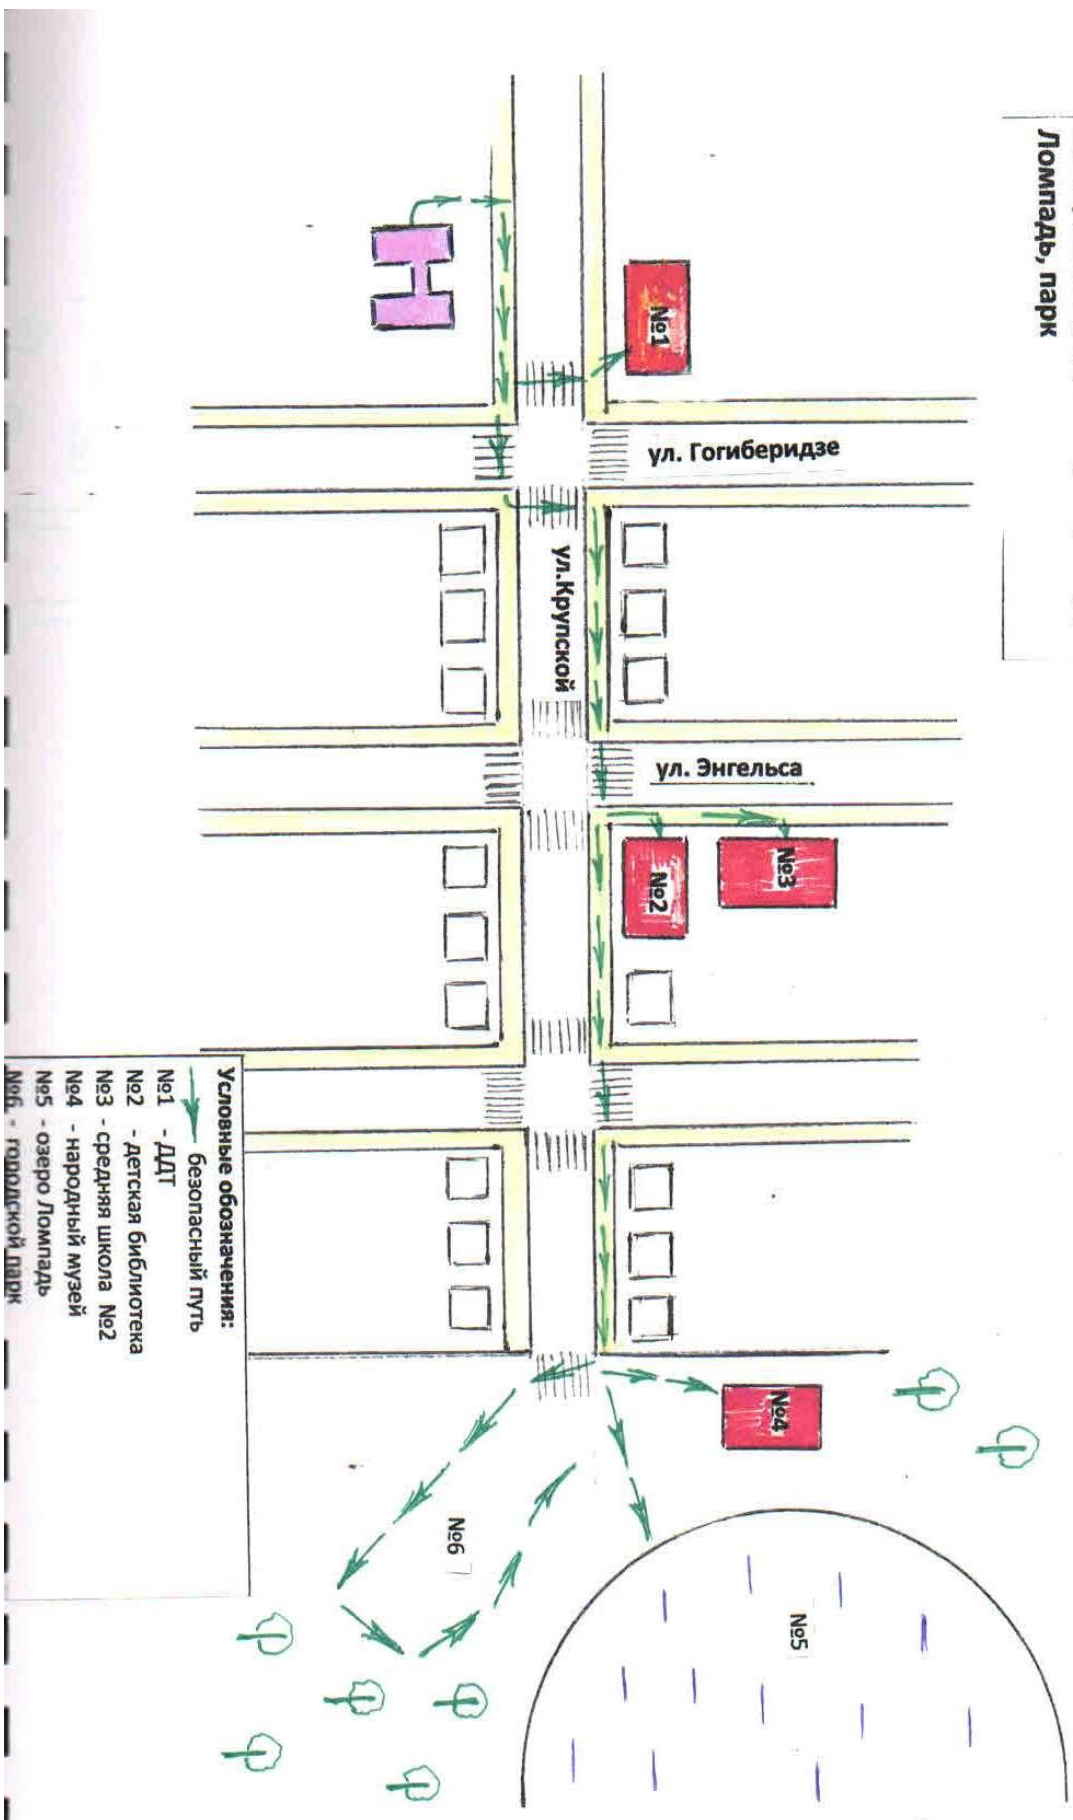 Ломпадь, парк
№1
ул. Гогиберидзе
ул.Крупской
ул. Энгельса
№3
№2
№4
№5
№6
Условные обозначения:
безопасный путь
№1 - ДДТ
№2 - детская библиотека
№3 - средняя школа №2
№4 - народный музей
№5 - озеро Ломпадь
№6 - городской парк